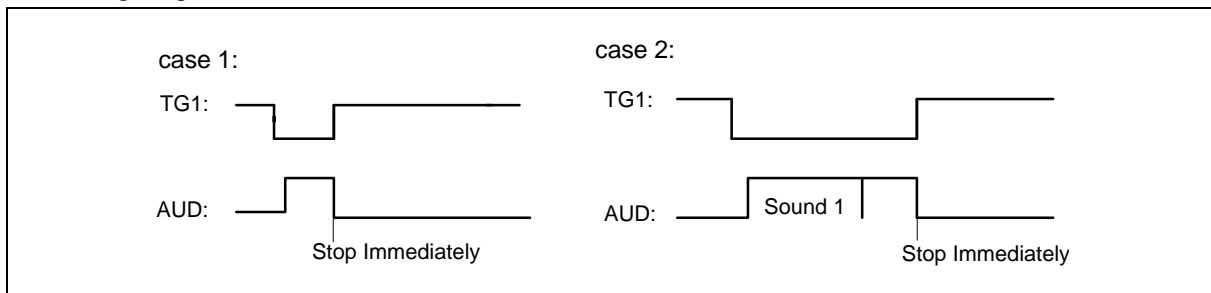 case 1:
TG1:
AUD:
Stop Immediately
case 2:
TG1:
AUD:
Sound 1
Stop Immediately